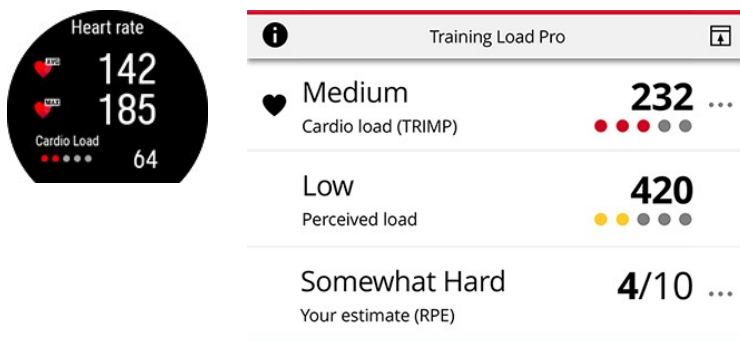 Heart rate
AVG 142
MAX 185
Cardio Load
64
i Training Load Pro
Medium 232 ...
Cardio load (TRIMP)
Low 420
Perceived load
Somewhat Hard 4/10 ...
Your estimate (RPE)